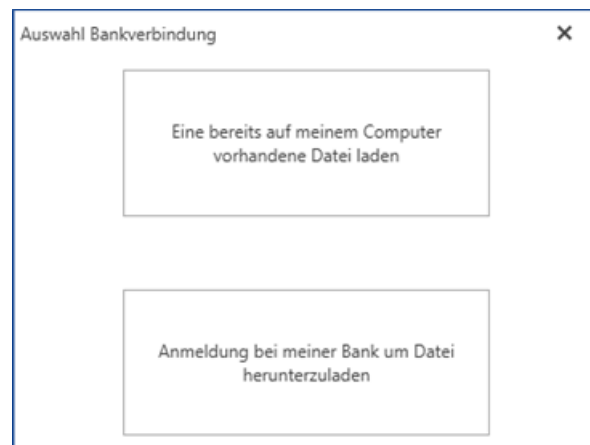 Auswahl Bankverbindung
Eine bereits auf meinem Computer
vorhandene Datei laden
Anmeldung bei meiner Bank um Datei
herunterzuladen